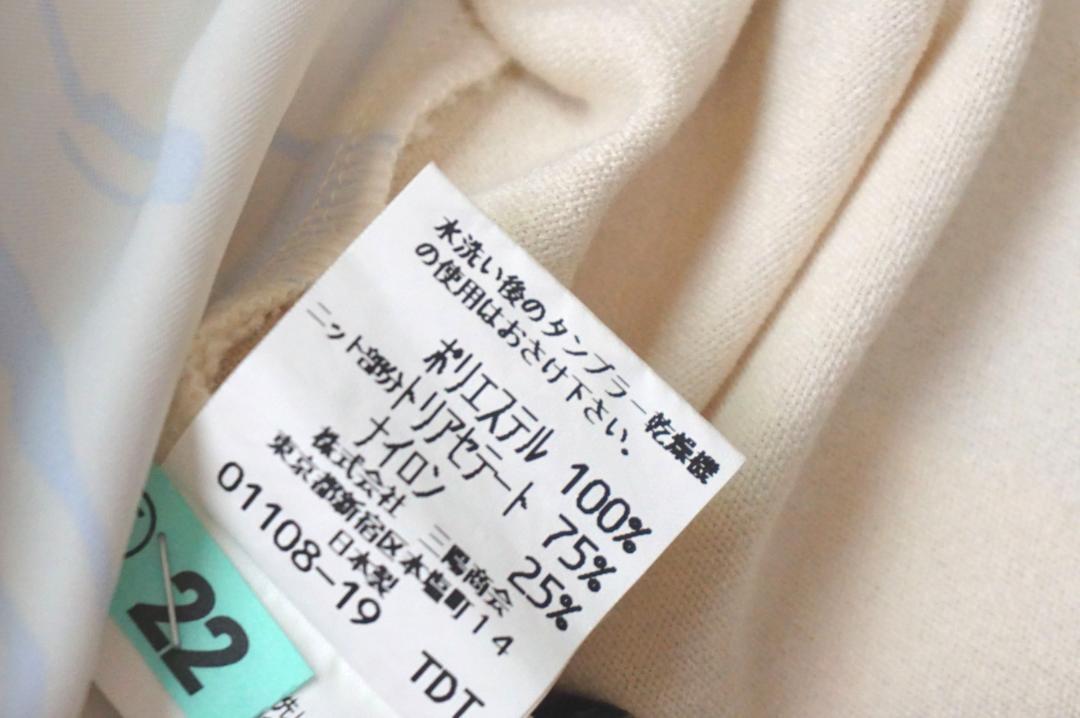 水洗い後のタンブラー乾燥機
の使用はおさけ下さい。
ポリエステル 100%
ニット部分トリアセテート 75%
ナイロン 25%
株式会社 三陽商会
東京都新宿区本塩町14
日本製
01108-19 TDT
22
洗い